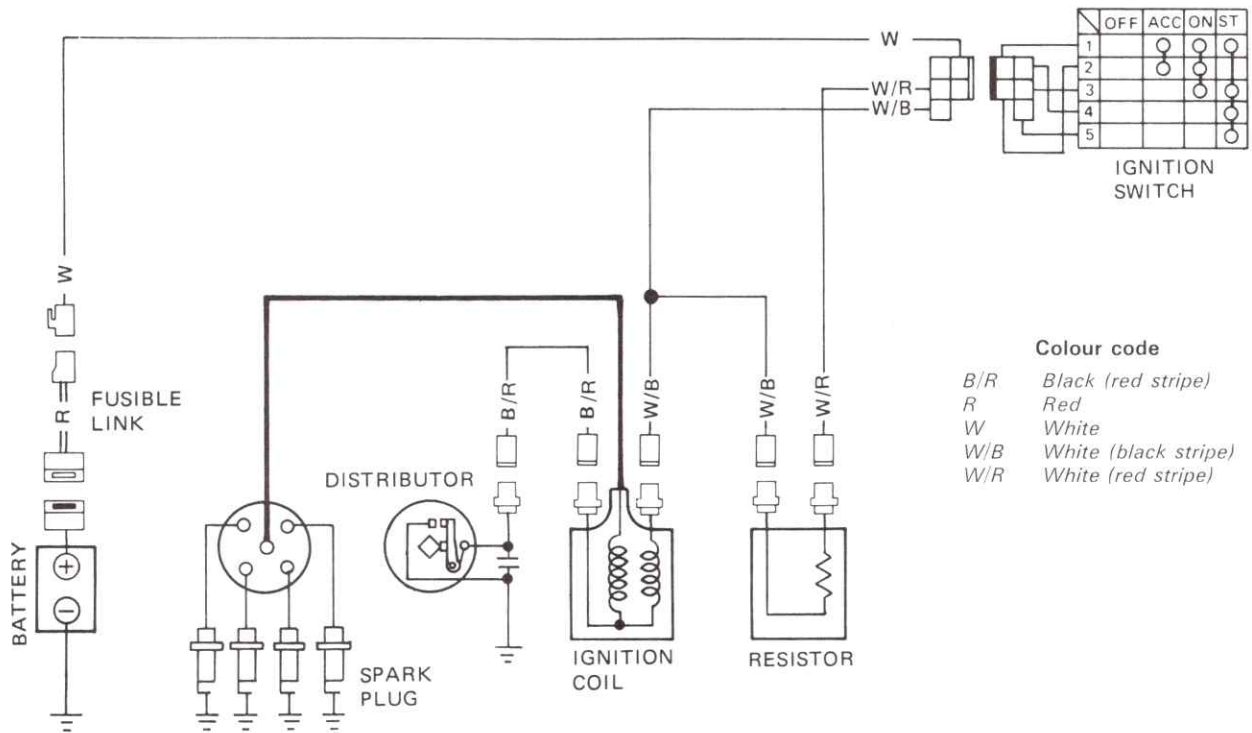 OFF ACC ON ST
1
2
3
4
5
IGNITION
SWITCH
W
W/R
W/B
W
R
FUSIBLE
LINK
BATTERY
+
−
DISTRIBUTOR
B/R
B/R
W/B
W/B
W/R
SPARK
PLUG
IGNITION
COIL
RESISTOR
Colour code
B/R Black (red stripe)
R Red
W White
W/B White (black stripe)
W/R White (red stripe)